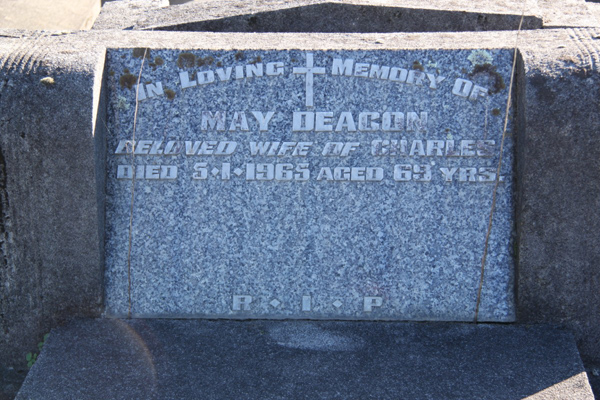 In Loving Memory Of
MAY DEACON
BELOVED WIFE OF CHARLES
DIED 5·1·1965 AGED 69 YRS.
R·I·P